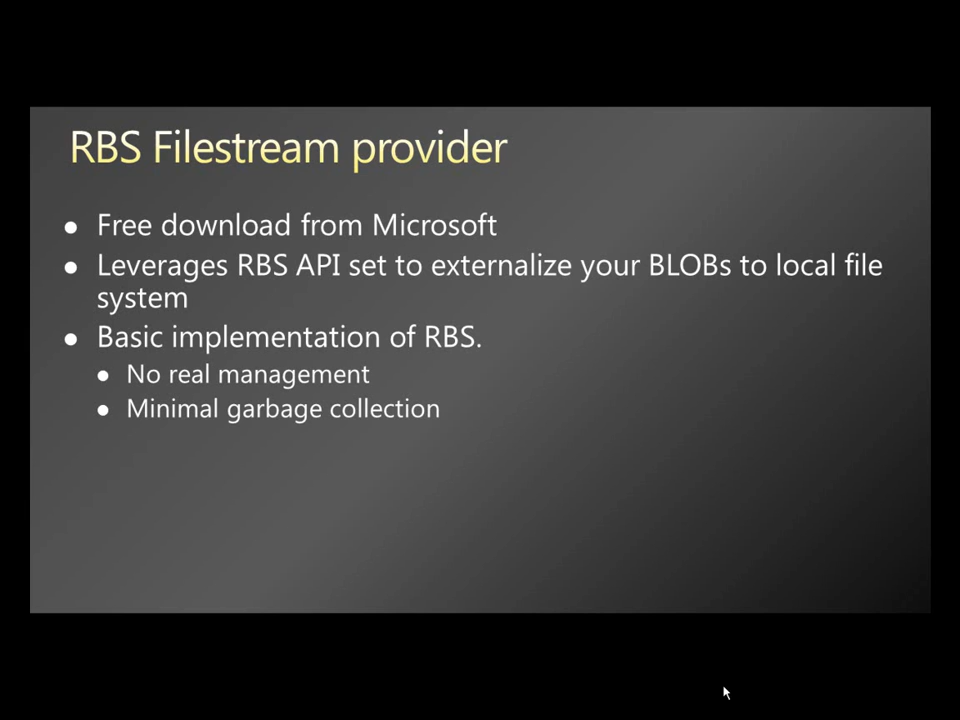 RBS Filestream provider
● Free download from Microsoft
● Leverages RBS API set to externalize your BLOBs to local file
system
● Basic implementation of RBS.
● No real management
● Minimal garbage collection